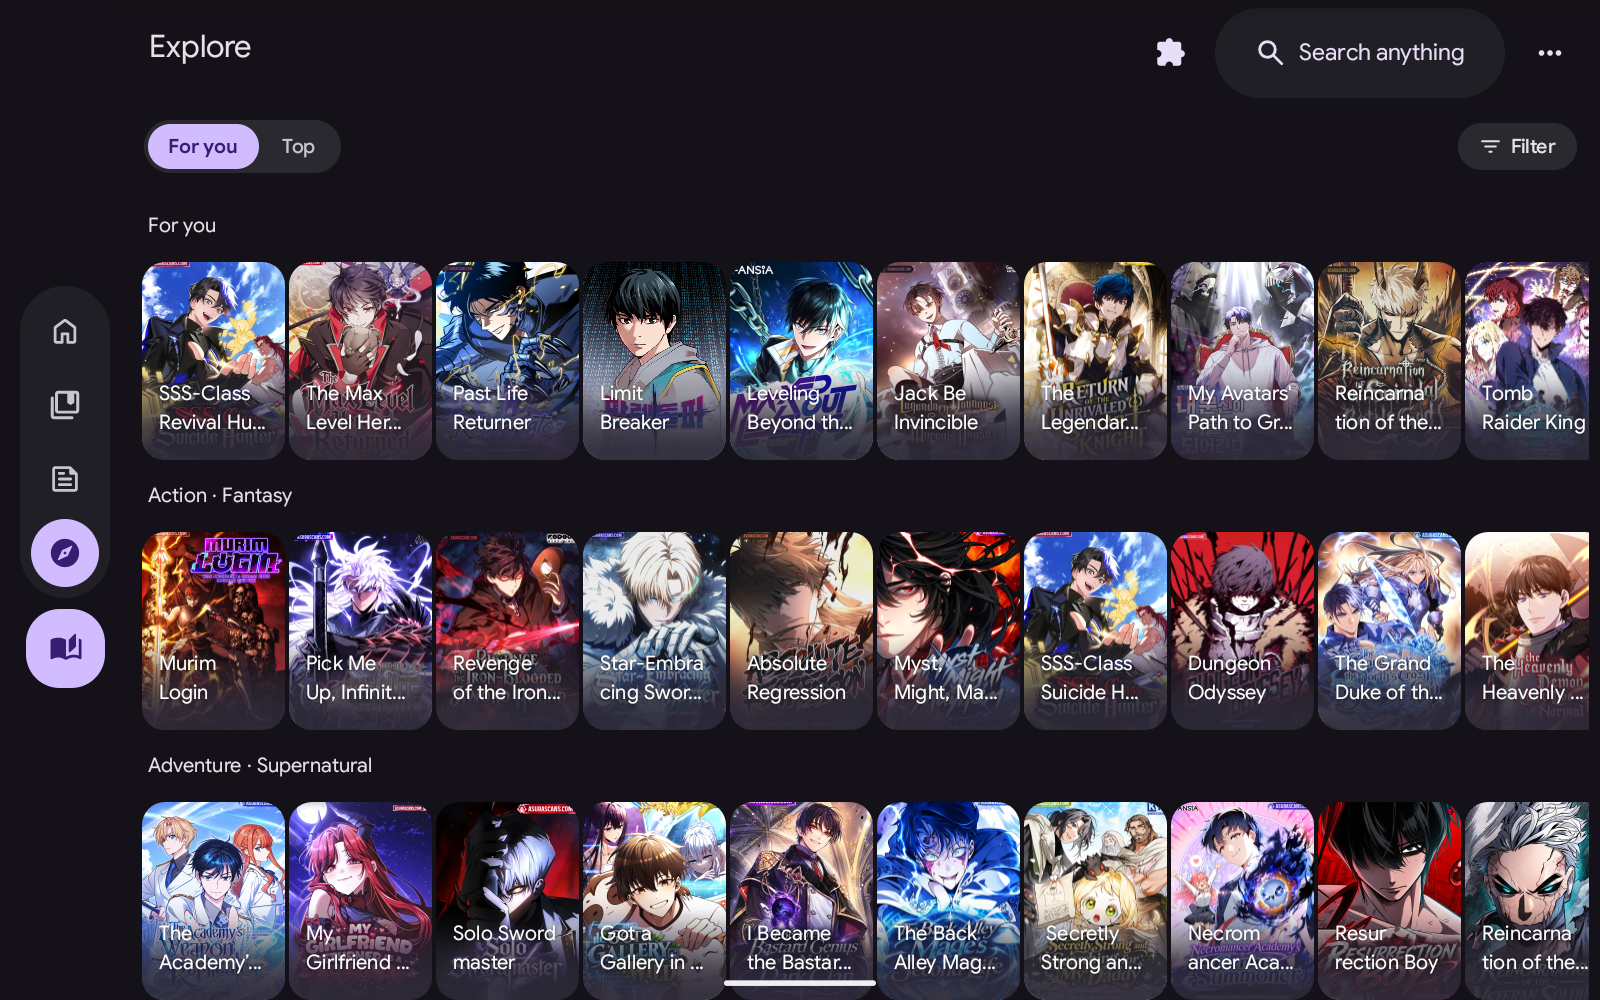 Explore
Search anything
For you
Top
Filter
For you
SSS-Class
Revival Hu...
The Max
Level Her...
Past Life
Returner
Limit
Breaker
Leveling
Beyond th...
Jack Be
Invincible
The
Legendar...
My Avatars'
Path to Gr...
Reincarna
tion of the...
Tomb
Raider King
Action · Fantasy
MURIM
LOGIN
Murim
Login
Pick Me
Up, Infinit...
Revenge
of the Iron...
Star-Embra
cing Swor...
Absolute
Regression
Myst,
Might, Ma...
SSS-Class
Suicide H...
Dungeon
Odyssey
The Grand
Duke of th...
The
Heavenly ...
Adventure · Supernatural
ASURASCANS.COM
The
Academy'...
My
Girlfriend ...
Solo Sword
master
Got a
Gallery in ...
I Became
the Bastar...
The Back
Alley Mag...
Secretly
Strong an...
Necrom
ancer Aca...
Resur
rection Boy
Reincarna
tion of the...